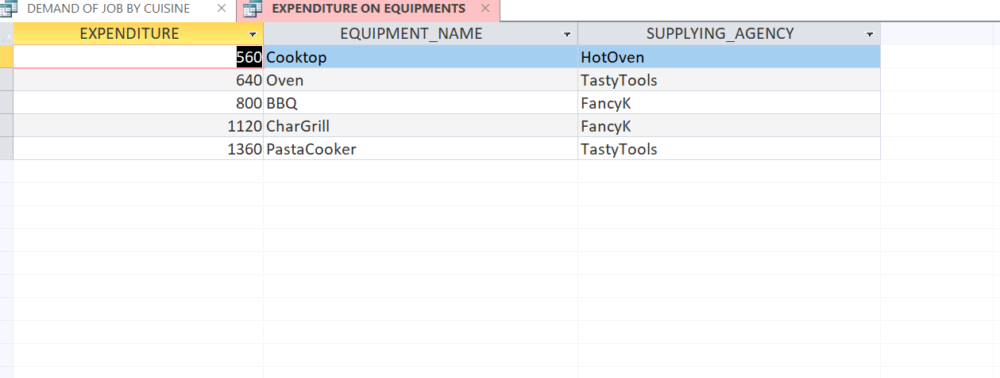 DEMAND OF JOB BY CUISINE EXPENDITURE ON EQUIPMENTS
EXPENDITURE EQUIPMENT_NAME SUPPLYING_AGENCY
560 Cooktop HotOven
640 Oven TastyTools
800 BBQ FancyK
1120 CharGrill FancyK
1360 PastaCooker TastyTools